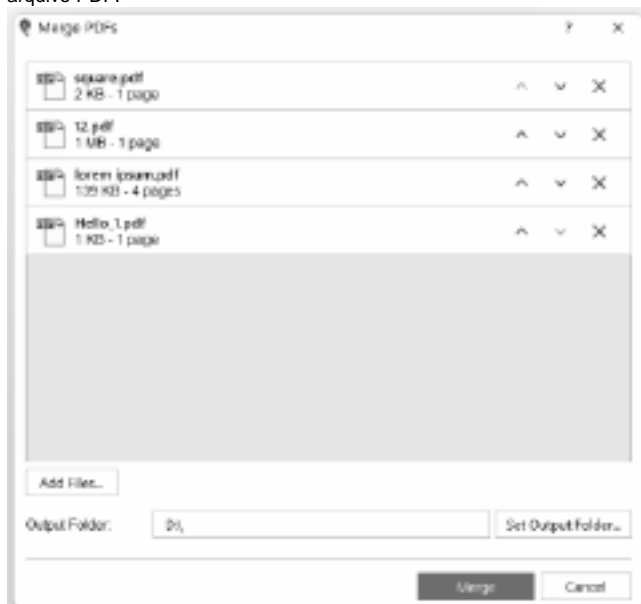 Merge PDFs
?
square.pdf
2 KB - 1 page
12.pdf
1 MB - 1 page
lorem ipsum.pdf
139 KB - 4 pages
Hello_1.pdf
1 KB - 1 page
Add Files...
Output Folder:
D:\
Set Output Folder...
Merge
Cancel